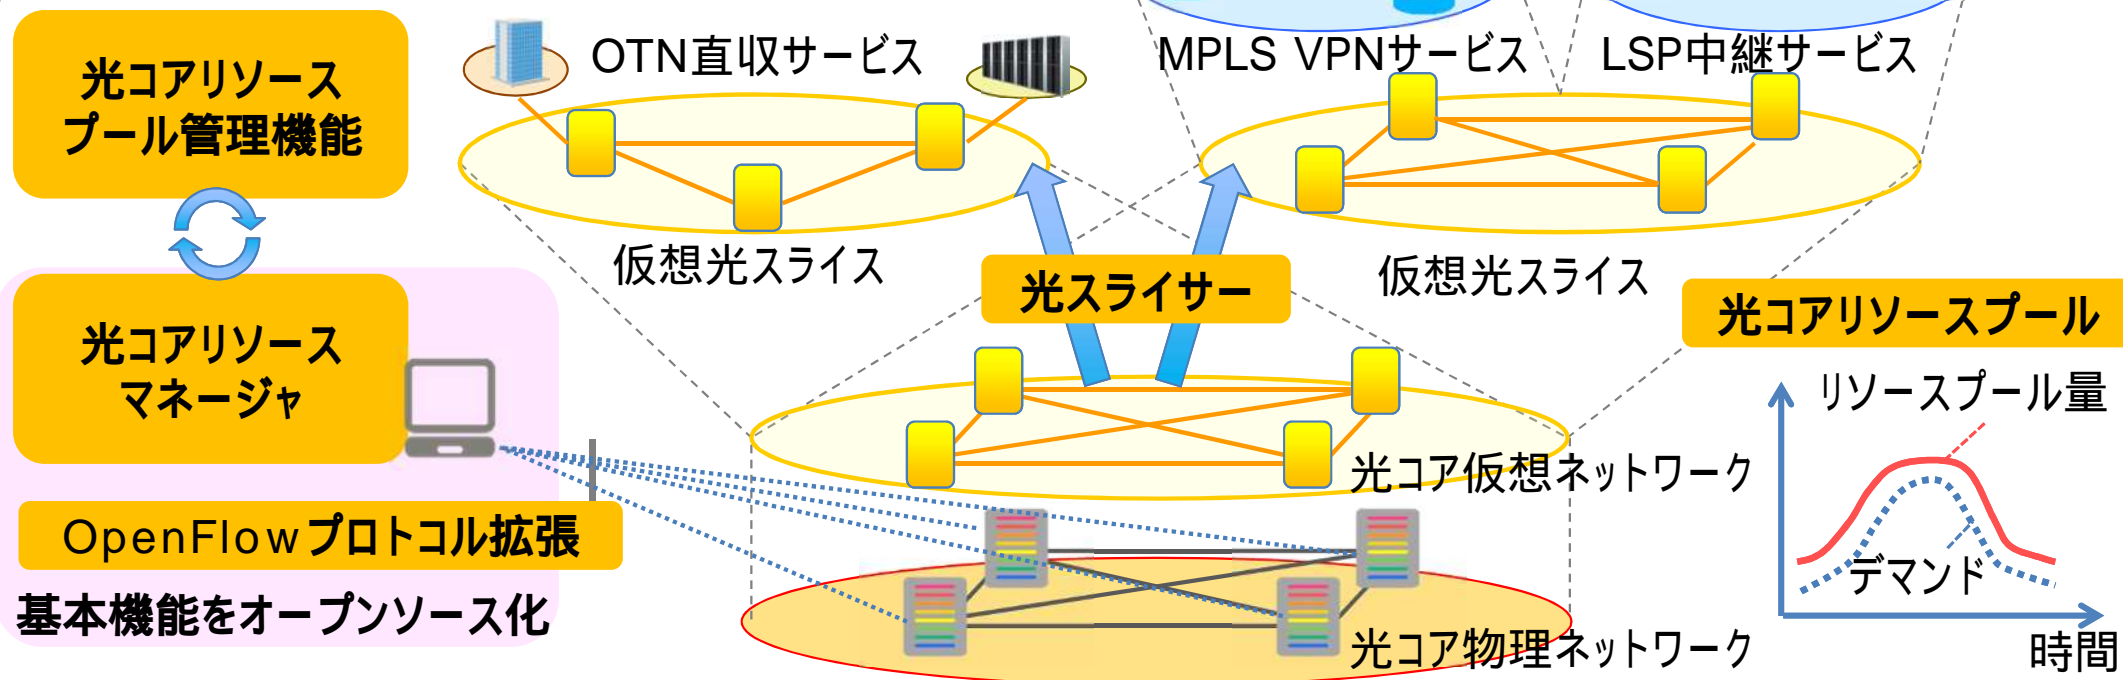 光コアリソース
プール管理機能
OTN直収サービス
MPLS VPNサービス
LSP中継サービス
仮想光スライス
光スライサー
仮想光スライス
光コアリソースプール
光コアリソース
マネージャ
リソースプール量
光コア仮想ネットワーク
OpenFlowプロトコル拡張
デマンド
基本機能をオープンソース化
光コア物理ネットワーク
時間